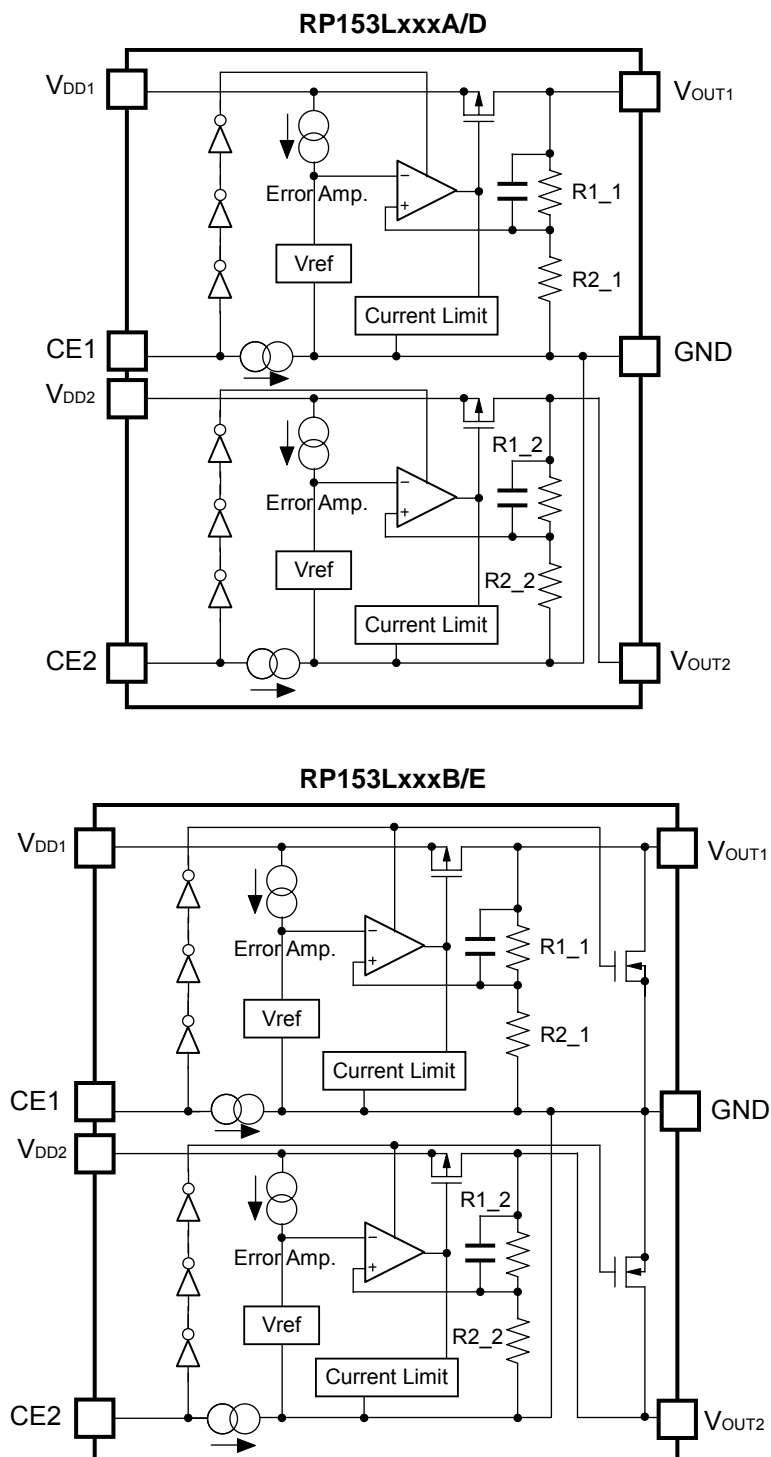 RP153LxxxA/D
VDD1
VOUT1
−
Error Amp.
+
R1_1
Vref
R2_1
Current Limit
CE1
GND
VDD2
R1_2
−
Error Amp.
+
Vref
R2_2
Current Limit
CE2
VOUT2
RP153LxxxB/E
VDD1
VOUT1
−
Error Amp.
+
R1_1
Vref
R2_1
Current Limit
CE1
GND
VDD2
R1_2
−
Error Amp.
+
Vref
R2_2
Current Limit
CE2
VOUT2